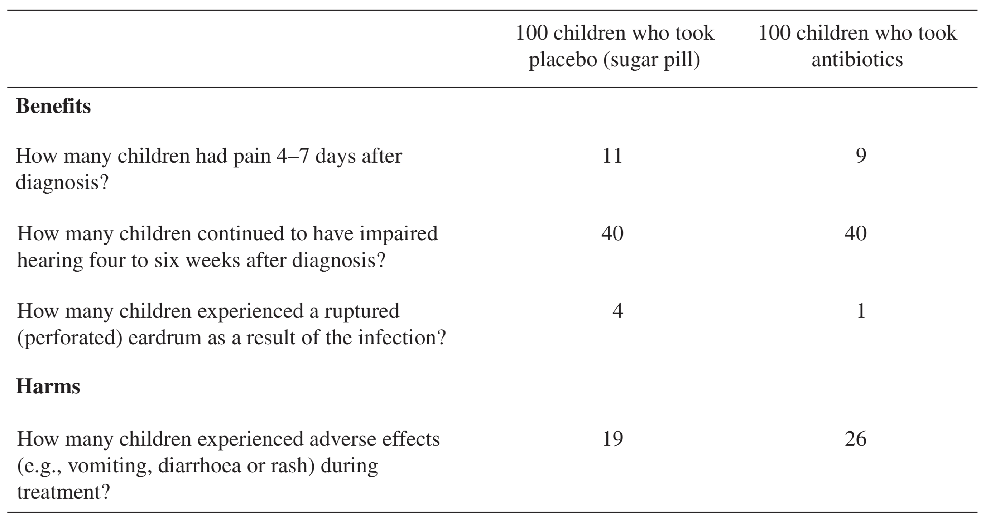 100 children who took placebo (sugar pill)
100 children who took antibiotics
Benefits
How many children had pain 4–7 days after
diagnosis?
11
9
How many children continued to have impaired
hearing four to six weeks after diagnosis?
40
40
How many children experienced a ruptured
(perforated) eardrum as a result of the infection?
4
1
Harms
How many children experienced adverse effects
(e.g., vomiting, diarrhoea or rash) during
treatment?
19
26